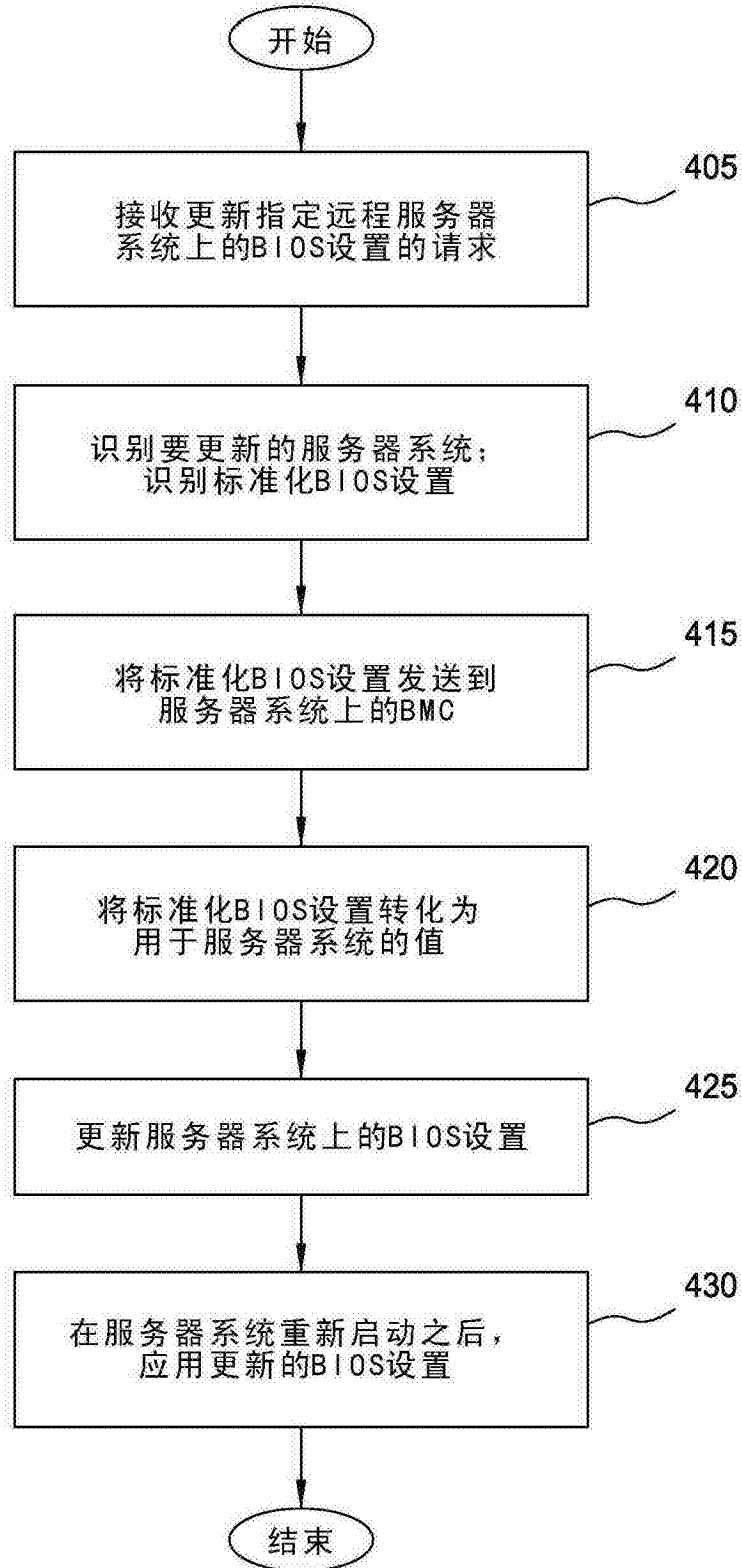 开始
405
接收更新指定远程服务器
系统上的BIOS设置的请求
410
识别要更新的服务器系统；
识别标准化BIOS设置
415
将标准化BIOS设置发送到
服务器系统上的BMC
420
将标准化BIOS设置转化为
用于服务器系统的值
425
更新服务器系统上的BIOS设置
430
在服务器系统重新启动之后，
应用更新的BIOS设置
结束